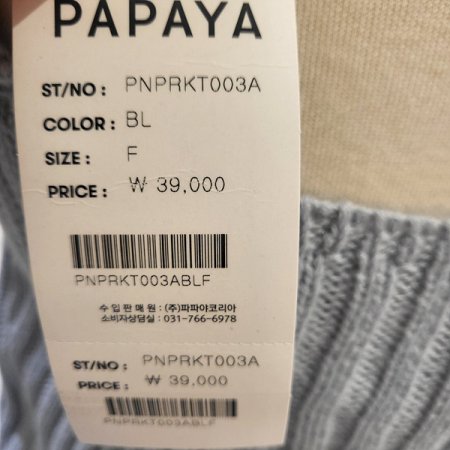 PAPAYA
ST/NO : PNPRKT003A
COLOR : BL
SIZE : F
PRICE : ₩ 39,000
PNPRKT003ABLF
수 입 판 매 원 : (주)파파야코리아
소비자상담실 : 031-766-6978
ST/NO : PNPRKT003A
PRICE : ₩ 39,000
PNPRKT003ABLF